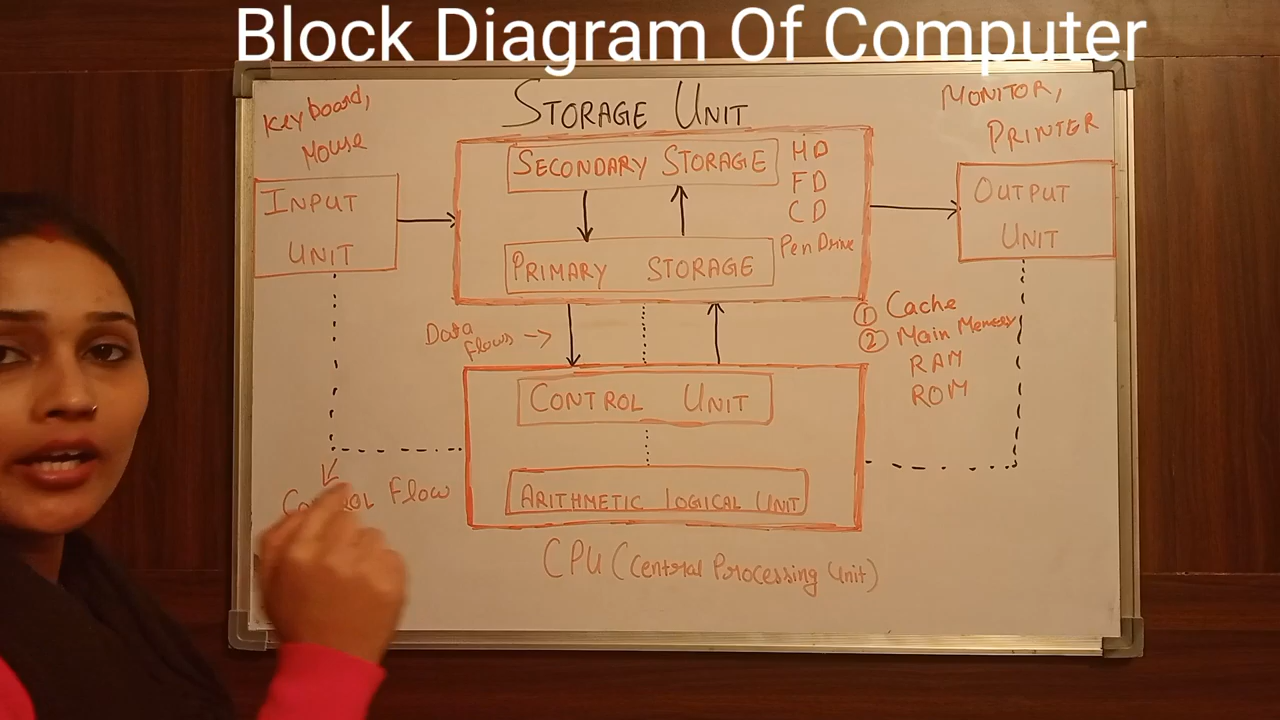 Block Diagram Of Computer
Keyboard,
Mouse
STORAGE UNIT
MONITOR,
PRINTER
INPUT
UNIT
SECONDARY STORAGE
HD
FD
CD
Pen Drive
PRIMARY STORAGE
OUTPUT
UNIT
Data
flows
① Cache
② Main Memory
RAM
ROM
CONTROL UNIT
ARITHMETIC LOGICAL UNIT
Flow
CPU (Central Processing Unit)